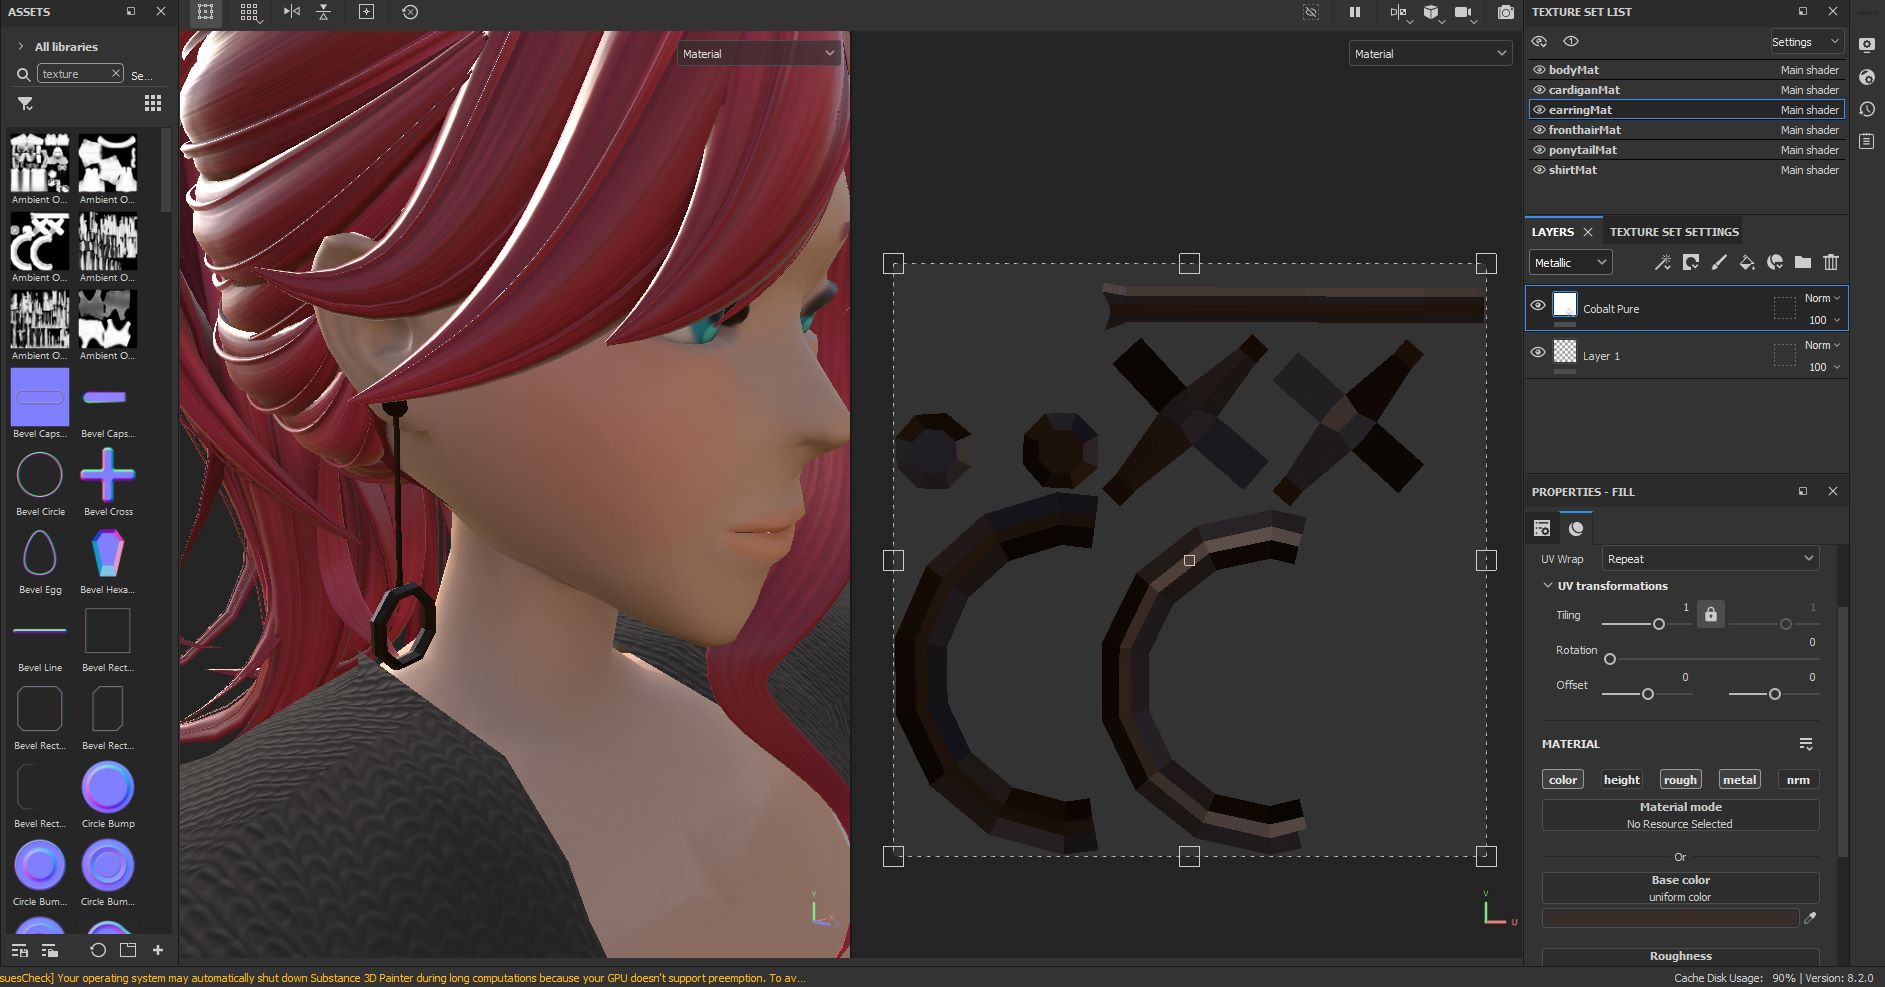 ASSETS
All libraries
texture
Se...
Ambient O...
Ambient O...
Ambient O...
Ambient O...
Ambient O...
Ambient O...
Bevel Caps...
Bevel Caps...
Bevel Circle
Bevel Cross
Bevel Egg
Bevel Hexa...
Bevel Line
Bevel Rect...
Bevel Rect...
Bevel Rect...
Bevel Rect...
Circle Bump
Circle Bum...
Circle Bum...
Material
Material
Y
X
Z
V
U
TEXTURE SET LIST
Settings
bodyMat Main shader
cardiganMat Main shader
earringMat Main shader
fronthairMat Main shader
ponytailMat Main shader
shirtMat Main shader
LAYERS
TEXTURE SET SETTINGS
Metallic
Cobalt Pure
Norm
100
Layer 1
Norm
100
PROPERTIES - FILL
UV Wrap Repeat
UV transformations
Tiling 1 1
Rotation 0
Offset 0 0
MATERIAL
color height rough metal nrm
Material mode
No Resource Selected
Or
Base color
uniform color
Roughness
suesCheck] Your operating system may automatically shut down Substance 3D Painter during long computations because your GPU doesn't support preemption. To av...
Cache Disk Usage: 90% | Version: 8.2.0